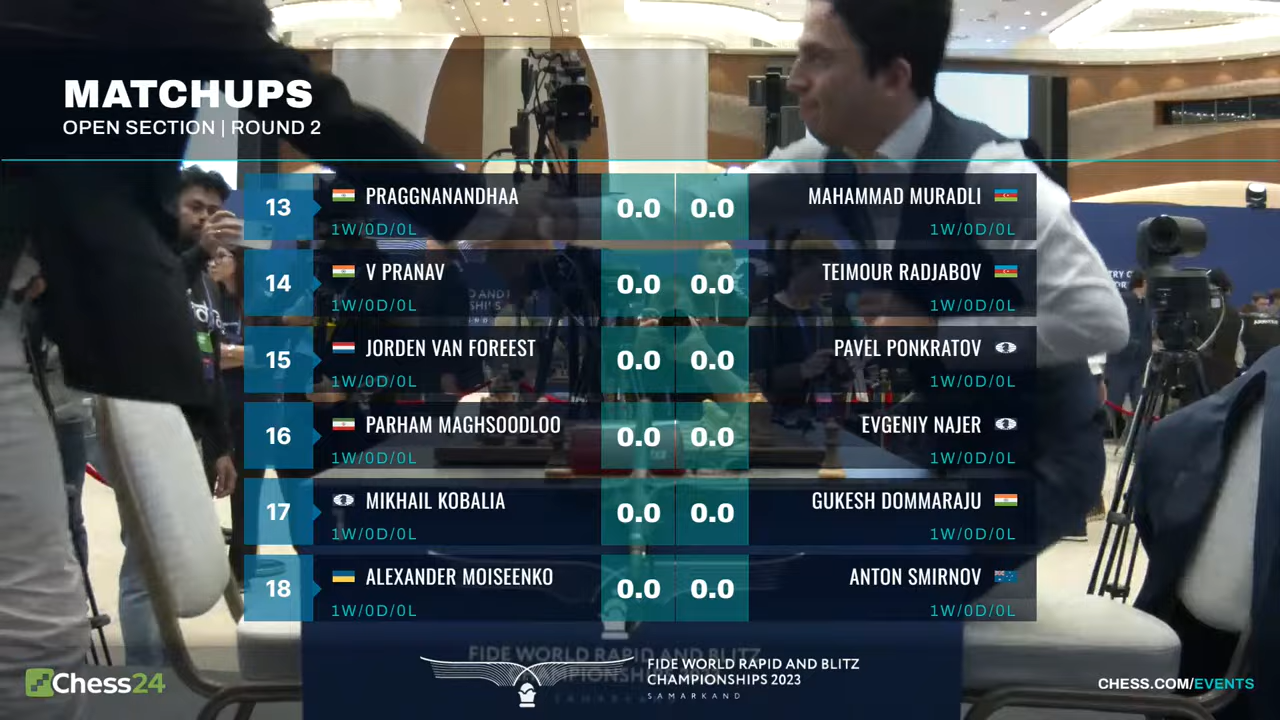 MATCHUPS
OPEN SECTION | ROUND 2
13 PRAGGNANANDHAA 0.0 0.0 MAHAMMAD MURADLI
1W/0D/0L 1W/0D/0L
14 V PRANAV 0.0 0.0 TEIMOUR RADJABOV
1W/0D/0L 1W/0D/0L
15 JORDEN VAN FOREEST 0.0 0.0 PAVEL PONKRATOV
1W/0D/0L 1W/0D/0L
16 PARHAM MAGHSOODLOO 0.0 0.0 EVGENIY NAJER
1W/0D/0L 1W/0D/0L
17 MIKHAIL KOBALIA 0.0 0.0 GUKESH DOMMARAJU
1W/0D/0L 1W/0D/0L
18 ALEXANDER MOISEENKO 0.0 0.0 ANTON SMIRNOV
1W/0D/0L 1W/0D/0L
FIDE WORLD RAPID AND BLITZ
FIDE WORLD RAPID AND BLITZ
CHAMPIONSHIPS 2023
SAMARKAND
Chess24
CHESS.COM/EVENTS